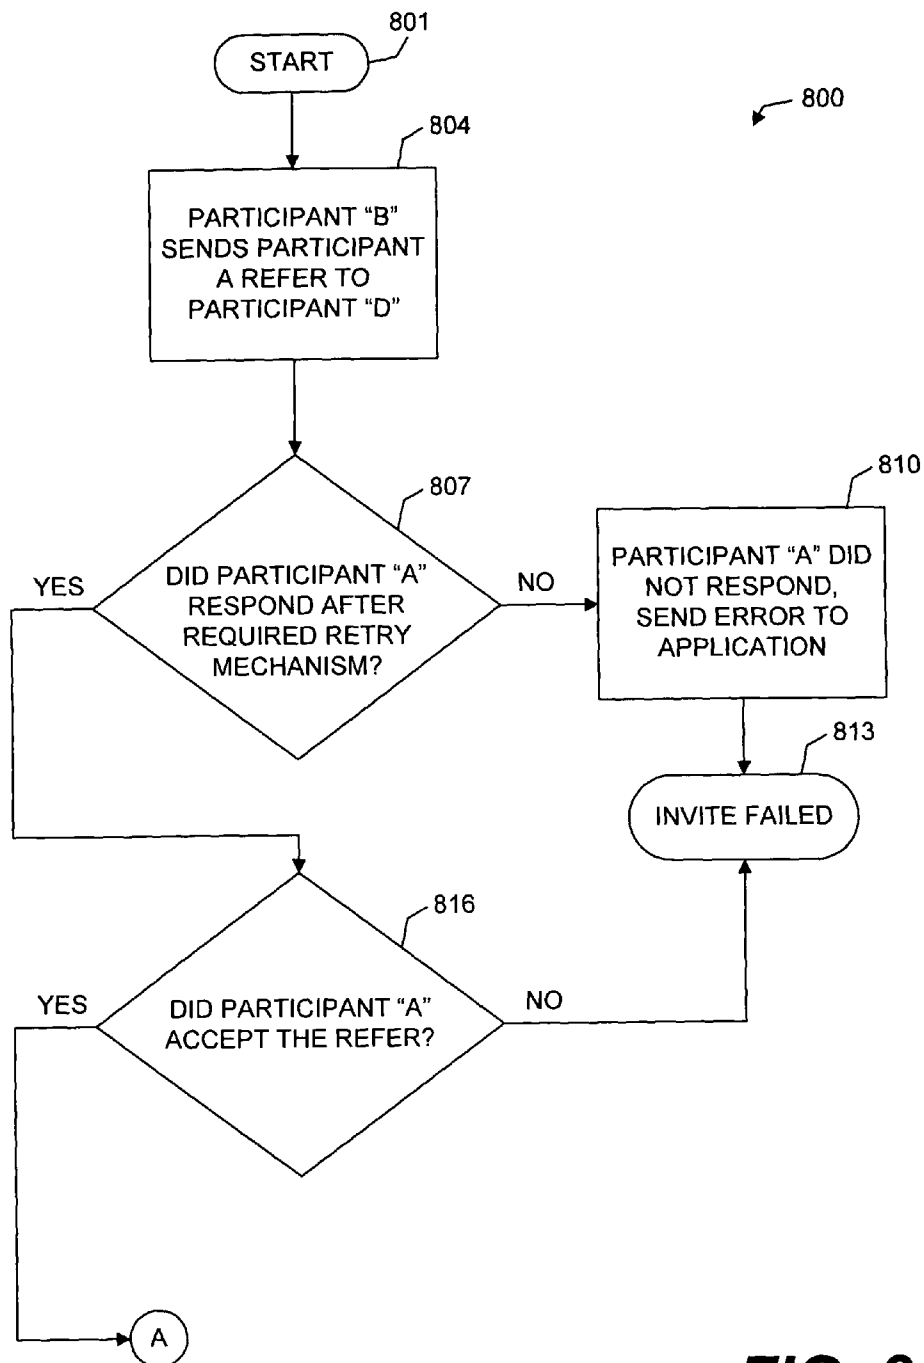 801
START
800
804
PARTICIPANT “B”
SENDS PARTICIPANT
A REFER TO
PARTICIPANT “D”
807
810
YES
DID PARTICIPANT “A”
RESPOND AFTER
REQUIRED RETRY
MECHANISM?
NO
PARTICIPANT “A” DID
NOT RESPOND,
SEND ERROR TO
APPLICATION
813
INVITE FAILED
816
YES
DID PARTICIPANT “A”
ACCEPT THE REFER?
NO
A
FIG. 8